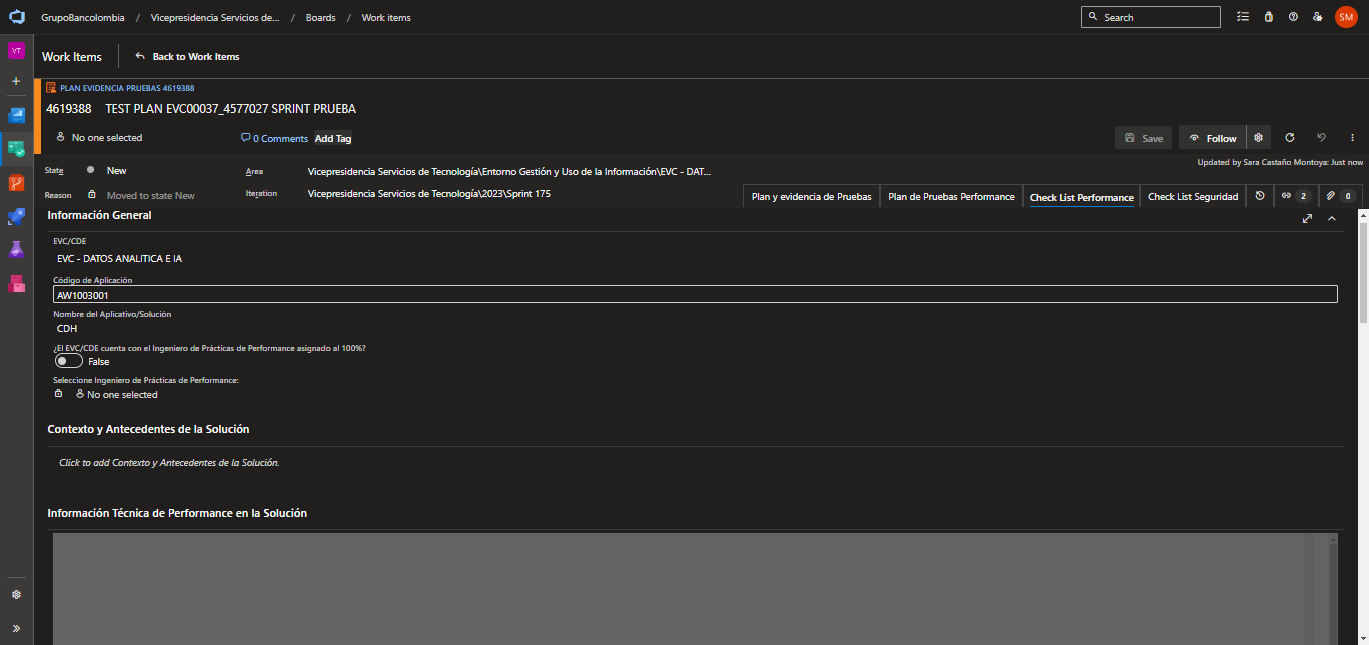 GrupoBancolombia / Vicepresidencia Servicios de... / Boards / Work items
Search
SM
VT
Work Items
Back to Work Items
PLAN EVIDENCIA PRUEBAS 4619388
4619388 TEST PLAN EVC00037_4577027 SPRINT PRUEBA
No one selected
0 Comments
Add Tag
Save
Follow
Updated by Sara Castaño Montoya: Just now
State New
Area Vicepresidencia Servicios de Tecnología\Entorno Gestión y Uso de la Información\EVC - DAT...
Reason Moved to state New
Iteration Vicepresidencia Servicios de Tecnología\2023\Sprint 175
Plan y evidencia de Pruebas
Plan de Pruebas Performance
Check List Performance
Check List Seguridad
2
0
Información General
EVC/CDE
EVC - DATOS ANALITICA E IA
Código de Aplicación
AW1003001
Nombre del Aplicativo/Solución
CDH
¿El EVC/CDE cuenta con el Ingeniero de Prácticas de Performance asignado al 100%?
False
Seleccione Ingeniero de Prácticas de Performance:
No one selected
Contexto y Antecedentes de la Solución
Click to add Contexto y Antecedentes de la Solución.
Información Técnica de Performance en la Solución